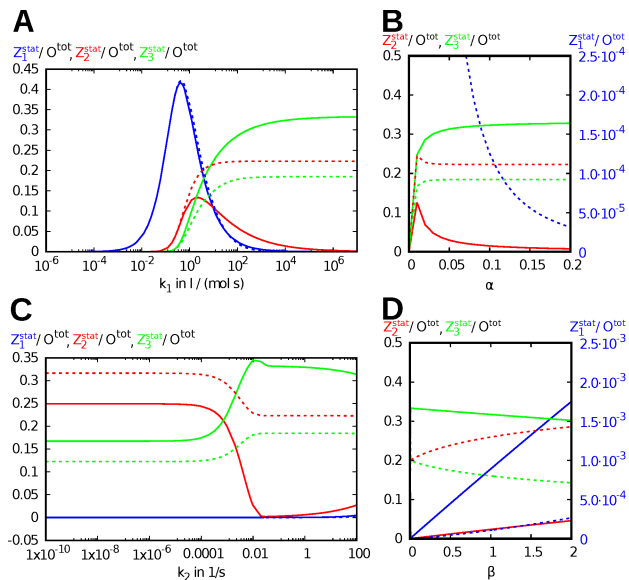 A
Z₁ˢᵗᵃᵗ/Oᵗᵒᵗ, Z₂ˢᵗᵃᵗ/Oᵗᵒᵗ, Z₃ˢᵗᵃᵗ/Oᵗᵒᵗ
0.45
0.4
0.35
0.3
0.25
0.2
0.15
0.1
0.05
0
10⁻⁶ 10⁻⁴ 10⁻² 10⁰ 10² 10⁴ 10⁶
k₁ in l / (mol s)
B
Z₂ˢᵗᵃᵗ/Oᵗᵒᵗ, Z₃ˢᵗᵃᵗ/Oᵗᵒᵗ Z₁ˢᵗᵃᵗ/Oᵗᵒᵗ
0.5 2.5·10⁻⁴
0.4 2·10⁻⁴
0.3 1.5·10⁻⁴
0.2 1·10⁻⁴
0.1 5·10⁻⁵
0 0
0 0.05 0.1 0.15 0.2
α
C
Z₁ˢᵗᵃᵗ/Oᵗᵒᵗ, Z₂ˢᵗᵃᵗ/Oᵗᵒᵗ, Z₃ˢᵗᵃᵗ/Oᵗᵒᵗ
0.35
0.3
0.25
0.2
0.15
0.1
0.05
0
-0.05
1x10⁻¹⁰ 1x10⁻⁸ 1x10⁻⁶ 0.0001 0.01 1 100
k₂ in 1/s
D
Z₂ˢᵗᵃᵗ/Oᵗᵒᵗ, Z₃ˢᵗᵃᵗ/Oᵗᵒᵗ Z₁ˢᵗᵃᵗ/Oᵗᵒᵗ
0.5 2.5·10⁻³
0.4 2·10⁻³
0.3 1.5·10⁻³
0.2 1·10⁻³
0.1 5·10⁻⁴
0 0
0 0.5 1 1.5 2
β